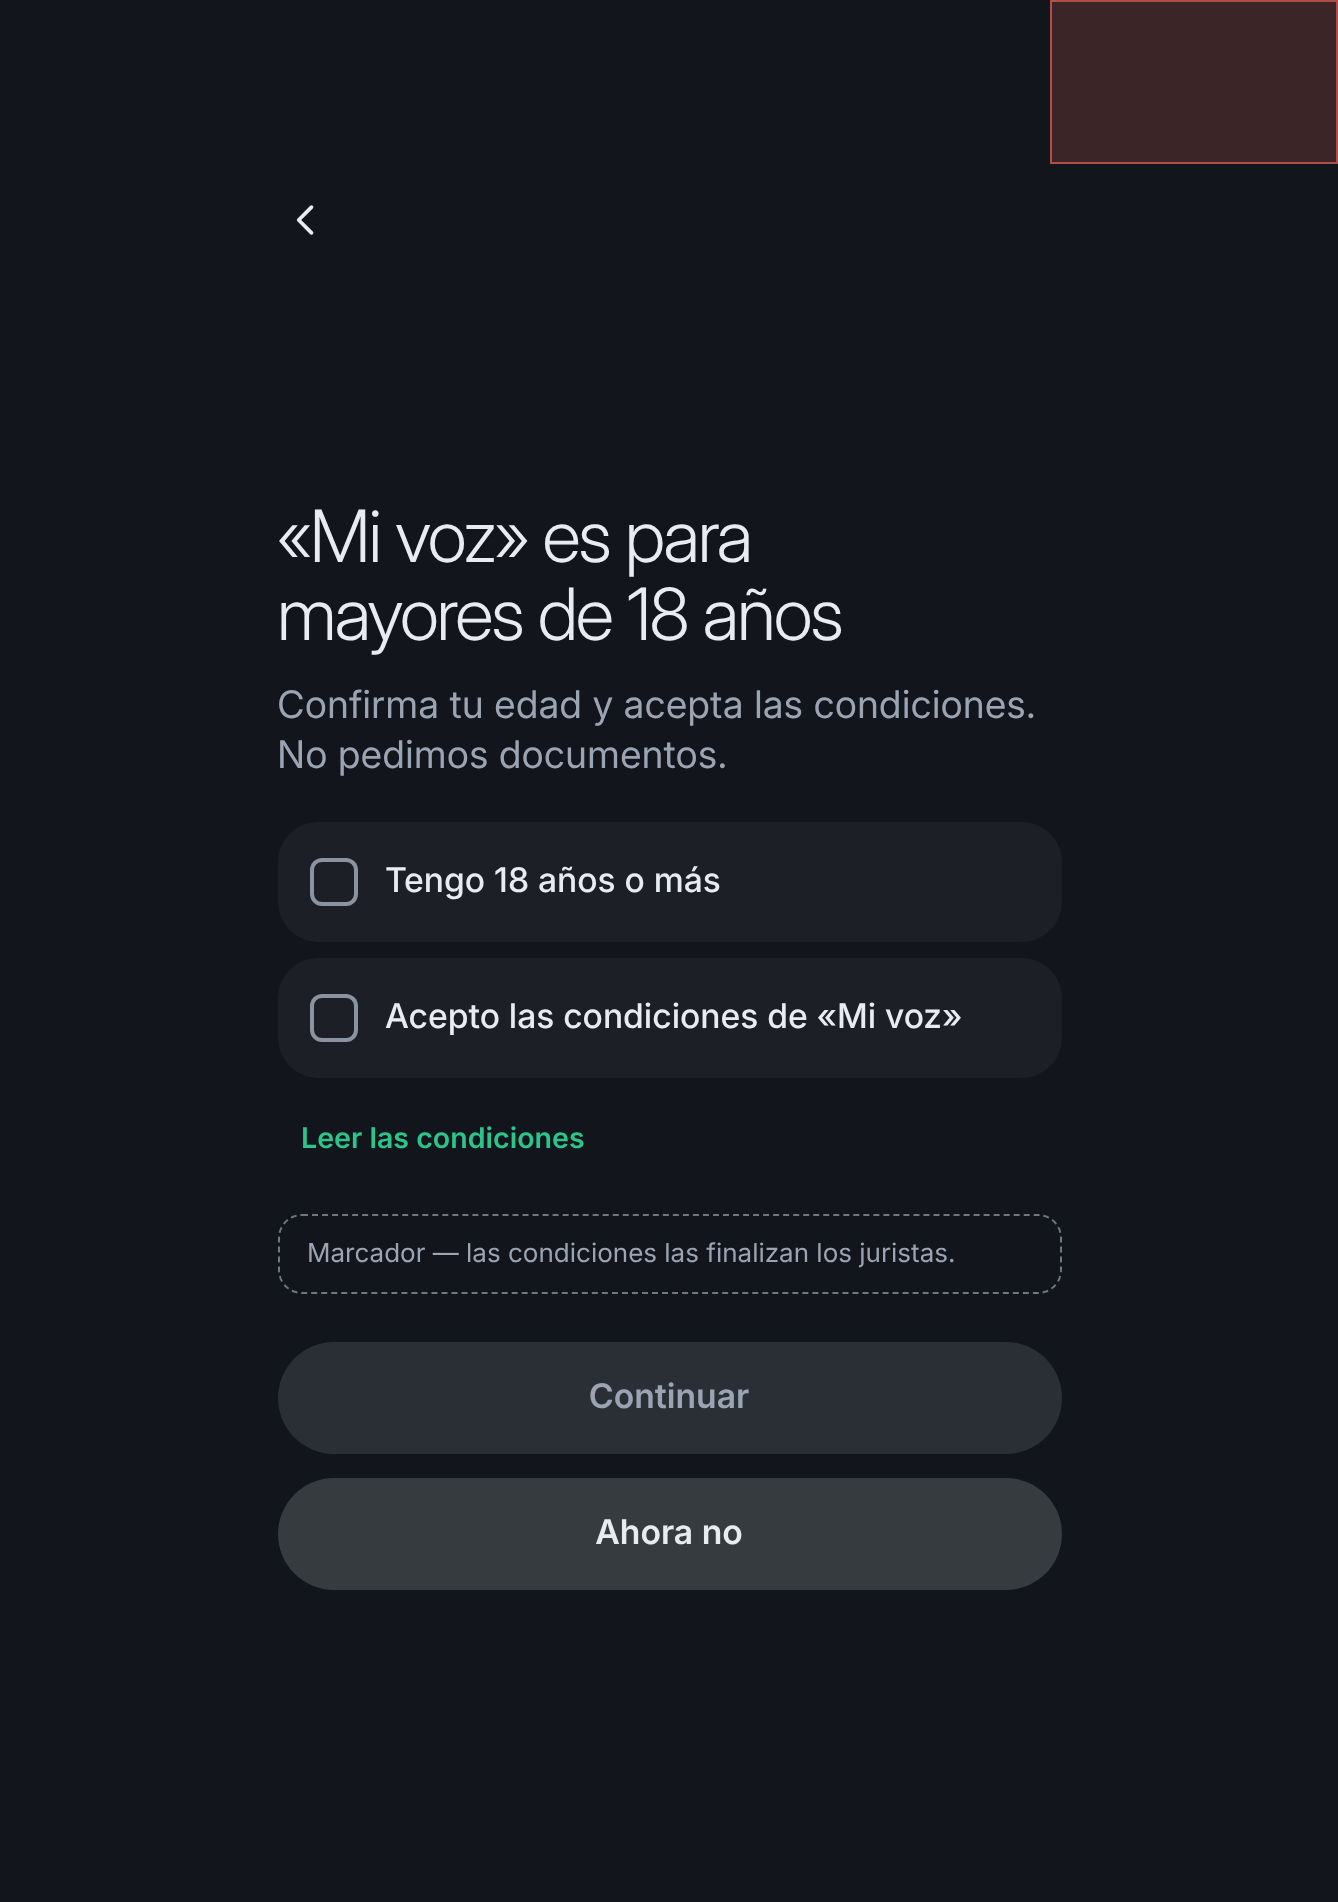 «Mi voz» es para
mayores de 18 años
Confirma tu edad y acepta las condiciones.
No pedimos documentos.
Tengo 18 años o más
Acepto las condiciones de «Mi voz»
Leer las condiciones
Marcador — las condiciones las finalizan los juristas.
Continuar
Ahora no